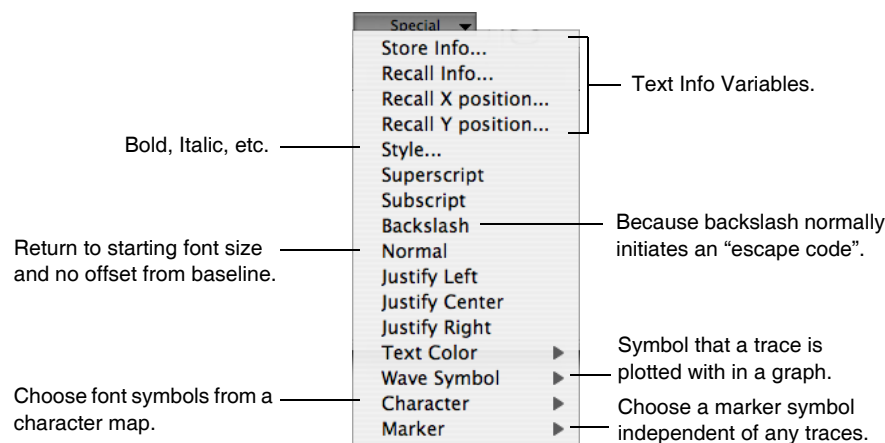 Special
Store Info...
Recall Info...
Recall X position...
Recall Y position...
Text Info Variables.
Bold, Italic, etc.
Style...
Superscript
Subscript
Backslash
Because backslash normally
initiates an “escape code”.
Return to starting font size
and no offset from baseline.
Normal
Justify Left
Justify Center
Justify Right
Text Color
Wave Symbol
Symbol that a trace is
plotted with in a graph.
Choose font symbols from a
character map.
Character
Marker
Choose a marker symbol
independent of any traces.